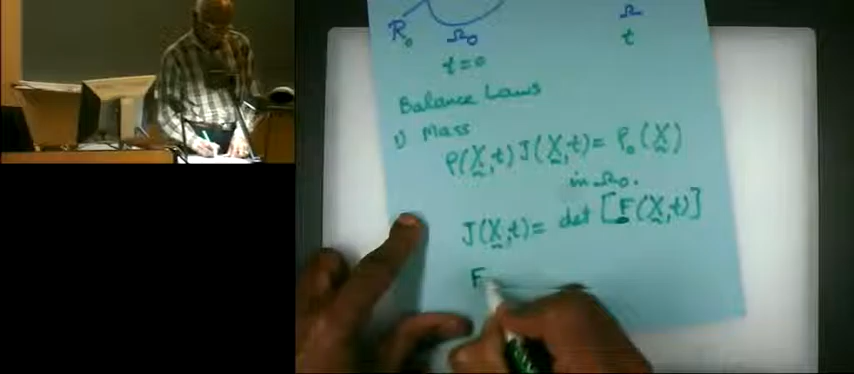 R₀ Ω₀ Ω
t=0 t
Balance Laws
1) Mass
ρ(X̰,t) J(X̰,t) = ρ₀(X̰)
in Ω₀.
J(X̰,t) = det [F̰(X̰,t)]
F